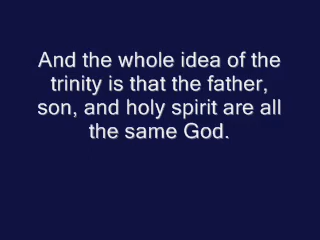 And the whole idea of the
trinity is that the father,
son, and holy spirit are all
the same God.